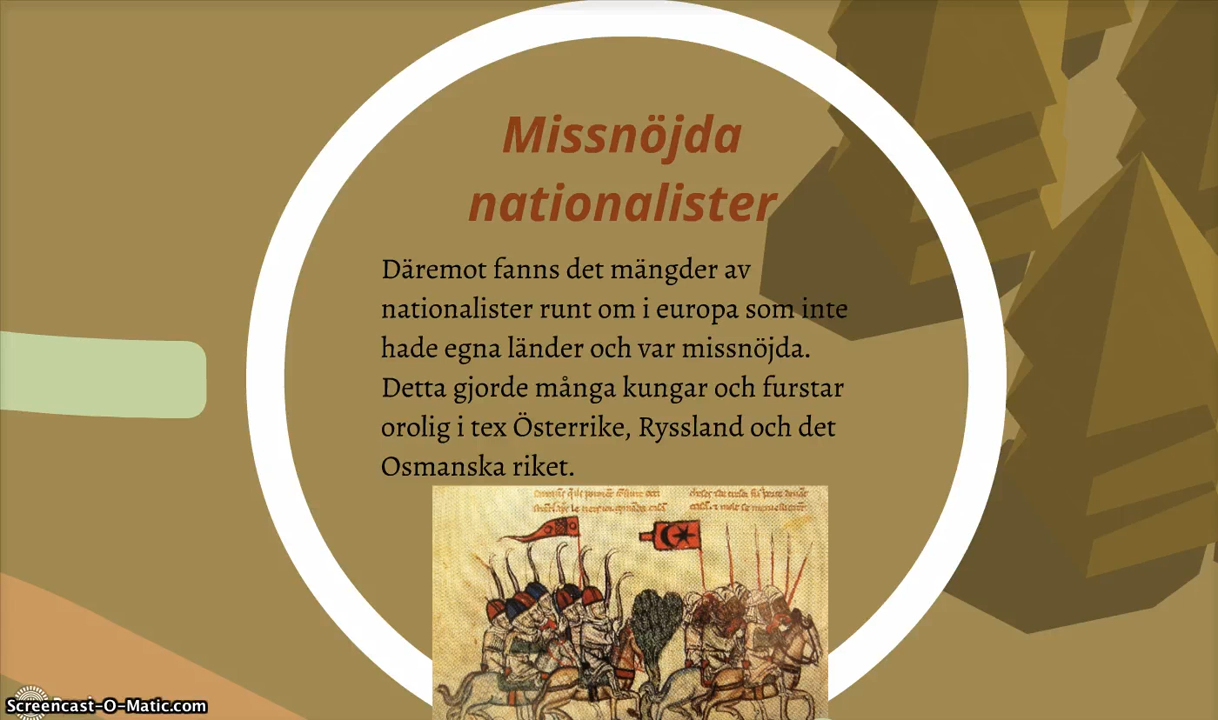 Missnöjda
nationalister
Däremot fanns det mängder av
nationalister runt om i europa som inte
hade egna länder och var missnöjda.
Detta gjorde många kungar och furstar
orolig i tex Österrike, Ryssland och det
Osmanska riket.
Screencast-O-Matic.com